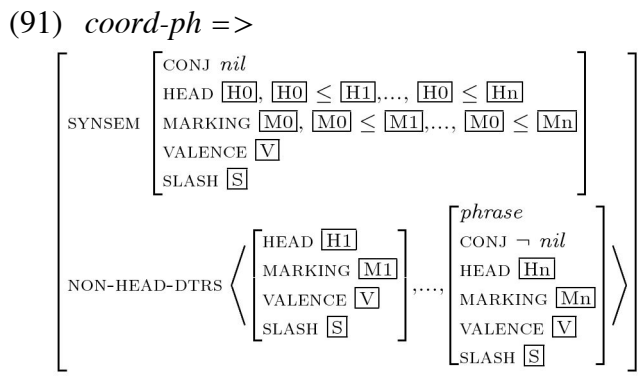 (91) coord-ph =>
CONJ nil
HEAD H0, H0 ≤ H1,..., H0 ≤ Hn
SYNSEM MARKING M0, M0 ≤ M1,..., M0 ≤ Mn
VALENCE V
SLASH S
phrase
HEAD H1 CONJ ¬ nil
MARKING M1 HEAD Hn
NON-HEAD-DTRS VALENCE V ,..., MARKING Mn
SLASH S VALENCE V
SLASH S